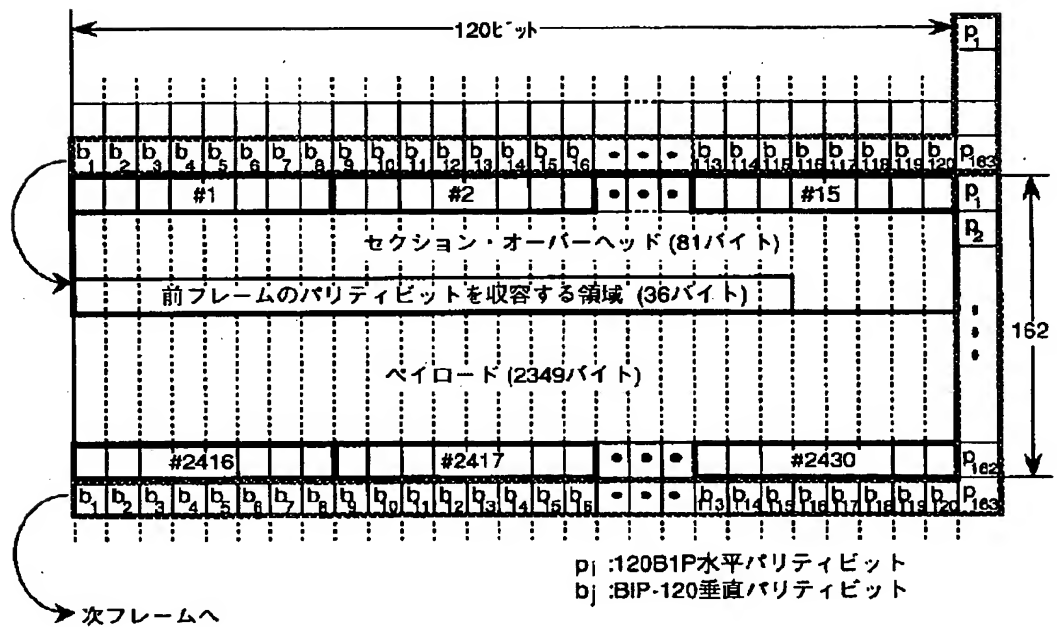 120ビット
p1
b1 b2 b3 b4 b5 b6 b7 b8 b9 b10 b11 b12 b13 b14 b15 b16 • • • b113 b114 b115 b116 b117 b118 b119 b120 p163
#1 #2 • • • #15 p1
p2
セクション・オーバーヘッド (81バイト)
前フレームのパリティビットを収容する領域 (36バイト)
162
ペイロード (2349バイト)
#2416 #2417 • • • #2430 p162
b1 b2 b3 b4 b5 b6 b7 b8 b9 b10 b11 b12 b13 b14 b15 b16 • • • b113 b114 b115 b116 b117 b118 b119 b120 p163
pj :120B1P水平パリティビット
bj :BIP-120垂直パリティビット
次フレームへ